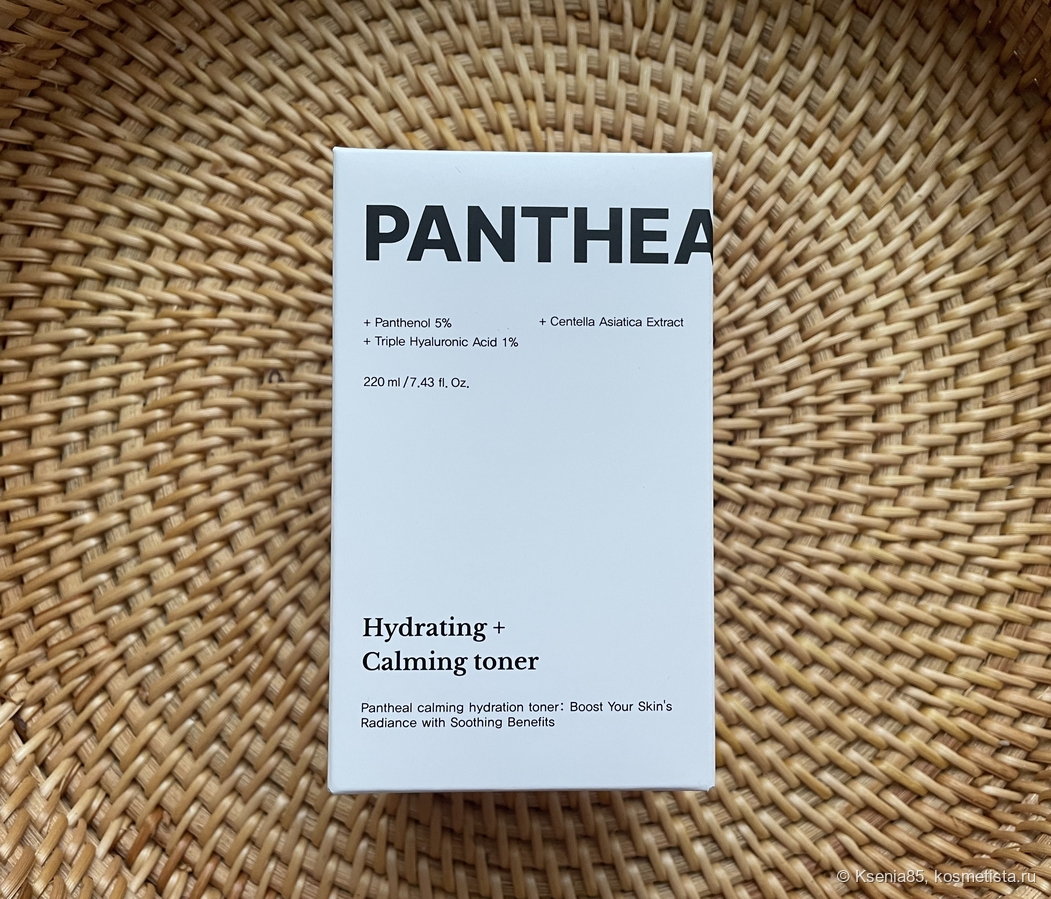 PANTHEA
+ Panthenol 5%
+ Centella Asiatica Extract
+ Triple Hyaluronic Acid 1%
220 ml / 7.43 fl. Oz.
Hydrating +
Calming toner
Pantheal calming hydration toner: Boost Your Skin's
Radiance with Soothing Benefits
© Ksenia85, kosmetista.ru